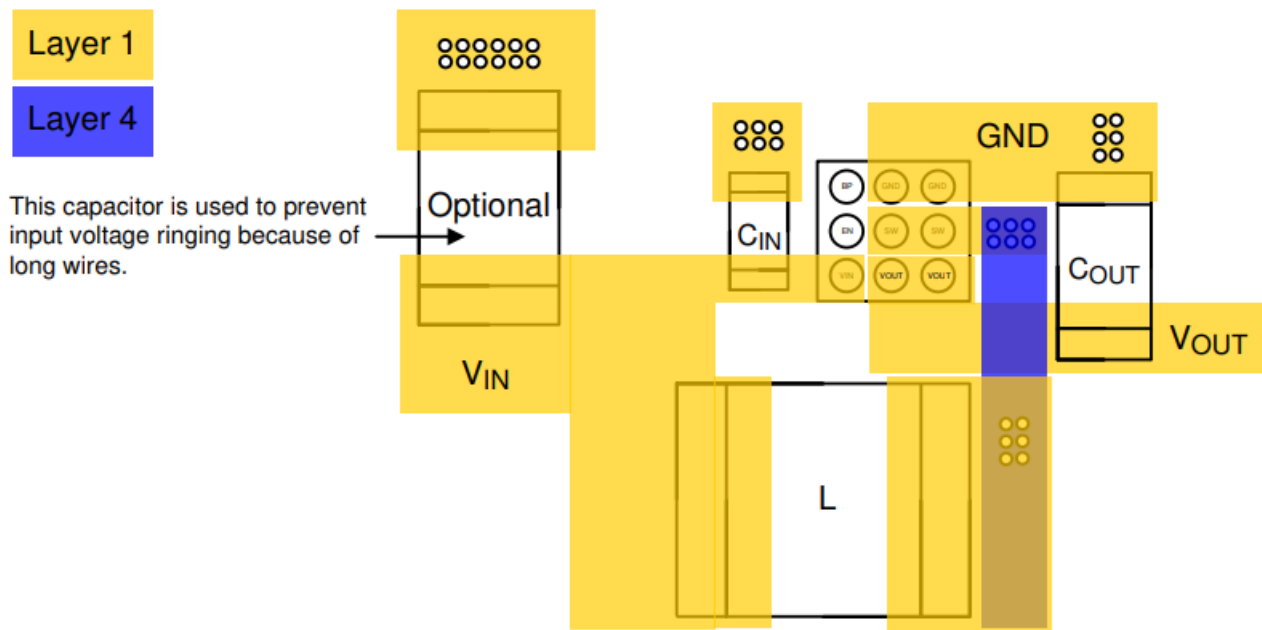 Layer 1
Layer 4
This capacitor is used to prevent
input voltage ringing because of
long wires.
Optional
VIN
CIN
GND
BP GND GND
EN SW SW
VIN VOUT VOUT
COUT
VOUT
L